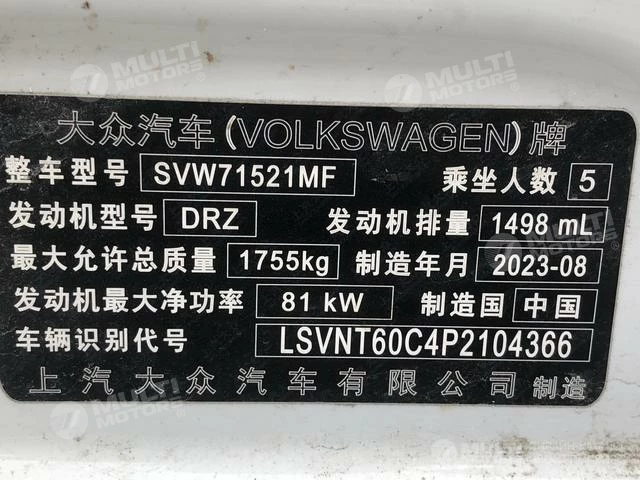 大众汽车(VOLKSWAGEN)牌
整车型号 SVW71521MF 乘坐人数 5
发动机型号 DRZ 发动机排量 1498 mL
最大允许总质量 1755kg 制造年月 2023-08
发动机最大净功率 81 kW 制造国 中国
车辆识别代号 LSVNT60C4P2104366
上汽大众汽车有限公司 制造
MULTI MOTORS